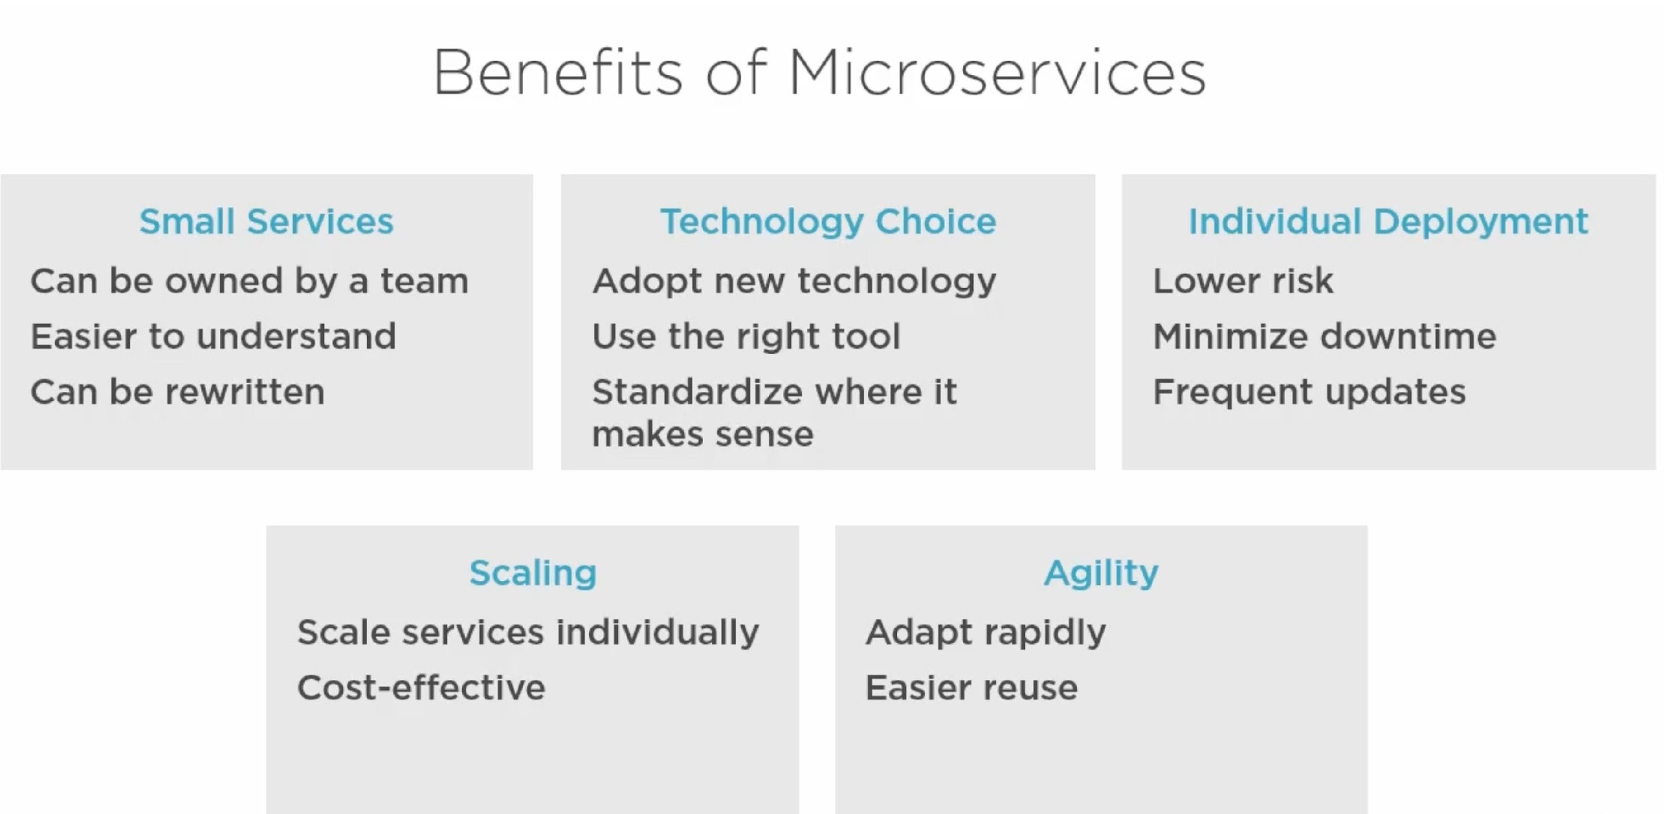 Benefits of Microservices
Small Services
Can be owned by a team
Easier to understand
Can be rewritten
Technology Choice
Adopt new technology
Use the right tool
Standardize where it
makes sense
Individual Deployment
Lower risk
Minimize downtime
Frequent updates
Scaling
Scale services individually
Cost-effective
Agility
Adapt rapidly
Easier reuse